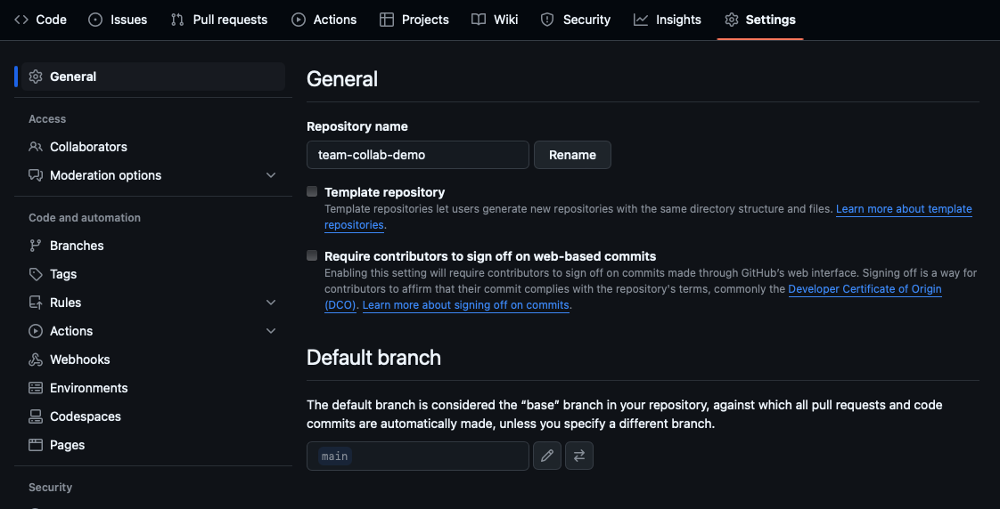 Code Issues Pull requests Actions Projects Wiki Security Insights Settings
General
Access
Collaborators
Moderation options
Code and automation
Branches
Tags
Rules
Actions
Webhooks
Environments
Codespaces
Pages
Security
General
Repository name
team-collab-demo Rename
Template repository
Template repositories let users generate new repositories with the same directory structure and files. Learn more about template
repositories.
Require contributors to sign off on web-based commits
Enabling this setting will require contributors to sign off on commits made through GitHub’s web interface. Signing off is a way for
contributors to affirm that their commit complies with the repository's terms, commonly the Developer Certificate of Origin
(DCO). Learn more about signing off on commits.
Default branch
The default branch is considered the “base” branch in your repository, against which all pull requests and code
commits are automatically made, unless you specify a different branch.
main